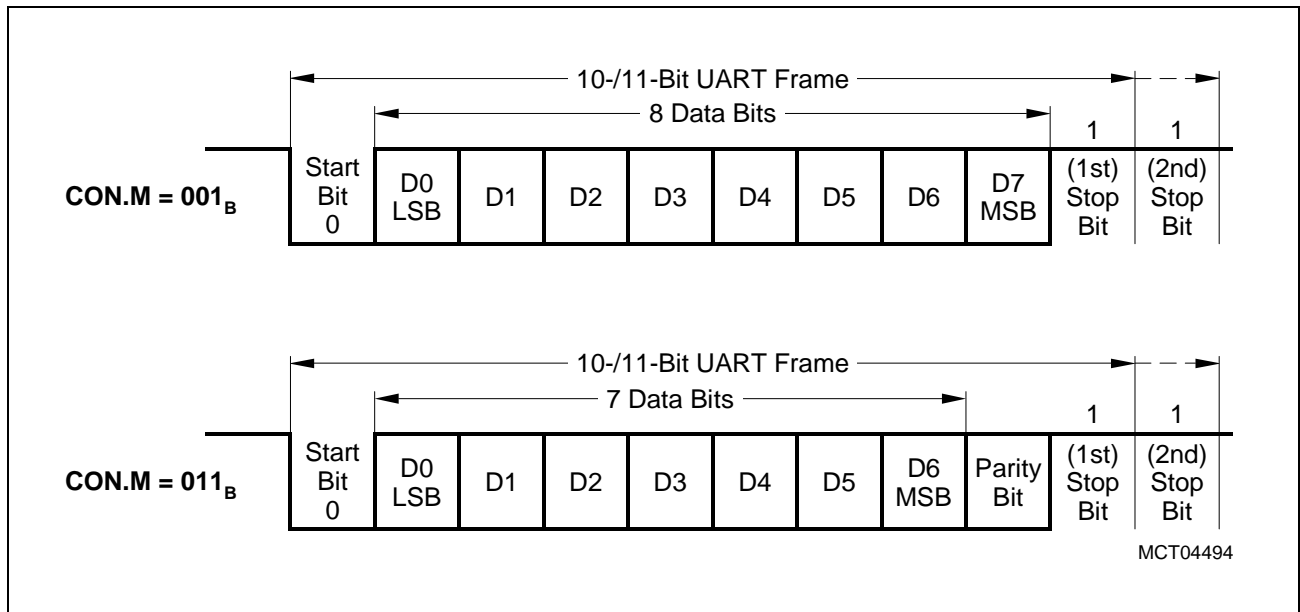 10-/11-Bit UART Frame
8 Data Bits
1 1
CON.M = 001B
Start Bit 0
D0 LSB
D1
D2
D3
D4
D5
D6
D7 MSB
(1st) Stop Bit
(2nd) Stop Bit
10-/11-Bit UART Frame
7 Data Bits
1 1
CON.M = 011B
Start Bit 0
D0 LSB
D1
D2
D3
D4
D5
D6 MSB
Parity Bit
(1st) Stop Bit
(2nd) Stop Bit
MCT04494